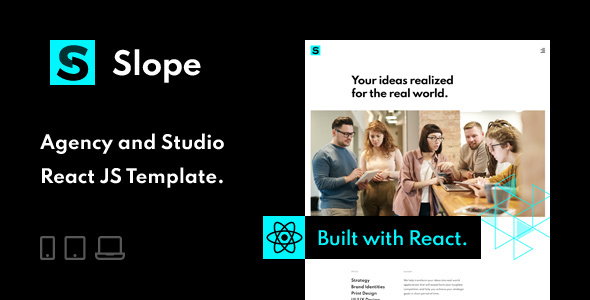 S Slope
Agency and Studio
React JS Template.
S
Your ideas realized
for the real world.
Built with React.
Strategy
Brand Identities
Print Design